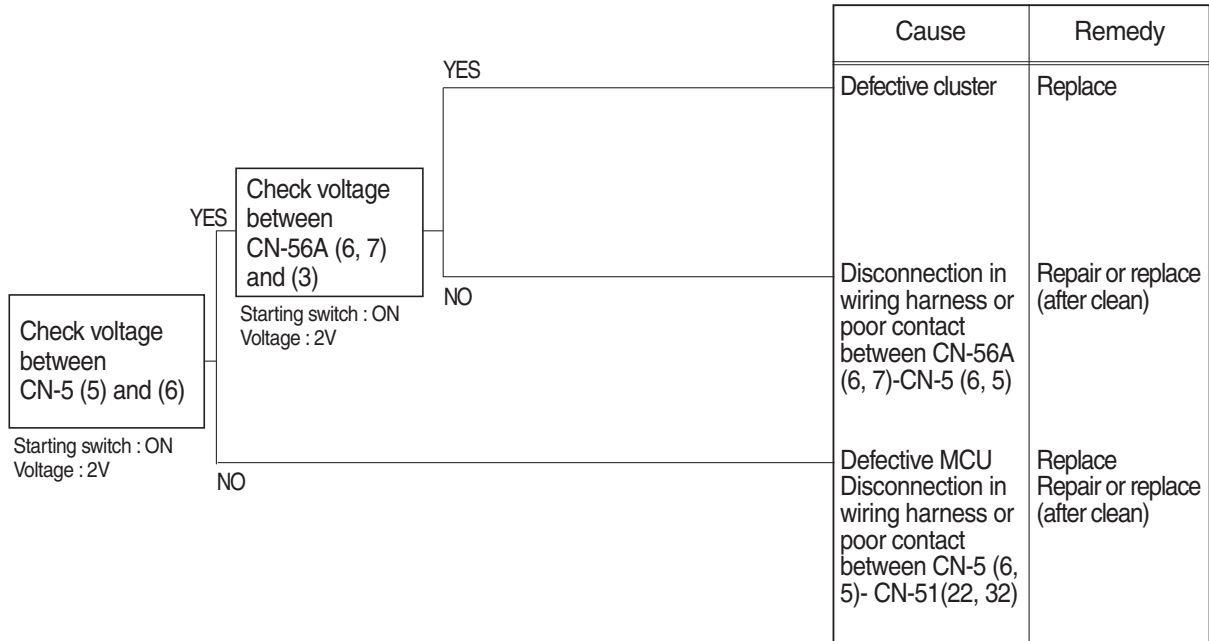 Check voltage
between
CN-5 (5) and (6)
Starting switch : ON
Voltage : 2V
YES
NO
Check voltage
between
CN-56A (6, 7)
and (3)
Starting switch : ON
Voltage : 2V
YES
NO
Cause
Remedy
Defective cluster
Replace
Disconnection in
wiring harness or
poor contact
between CN-56A
(6, 7)-CN-5 (6, 5)
Repair or replace
(after clean)
Defective MCU
Disconnection in
wiring harness or
poor contact
between CN-5 (6,
5)- CN-51(22, 32)
Replace
Repair or replace
(after clean)